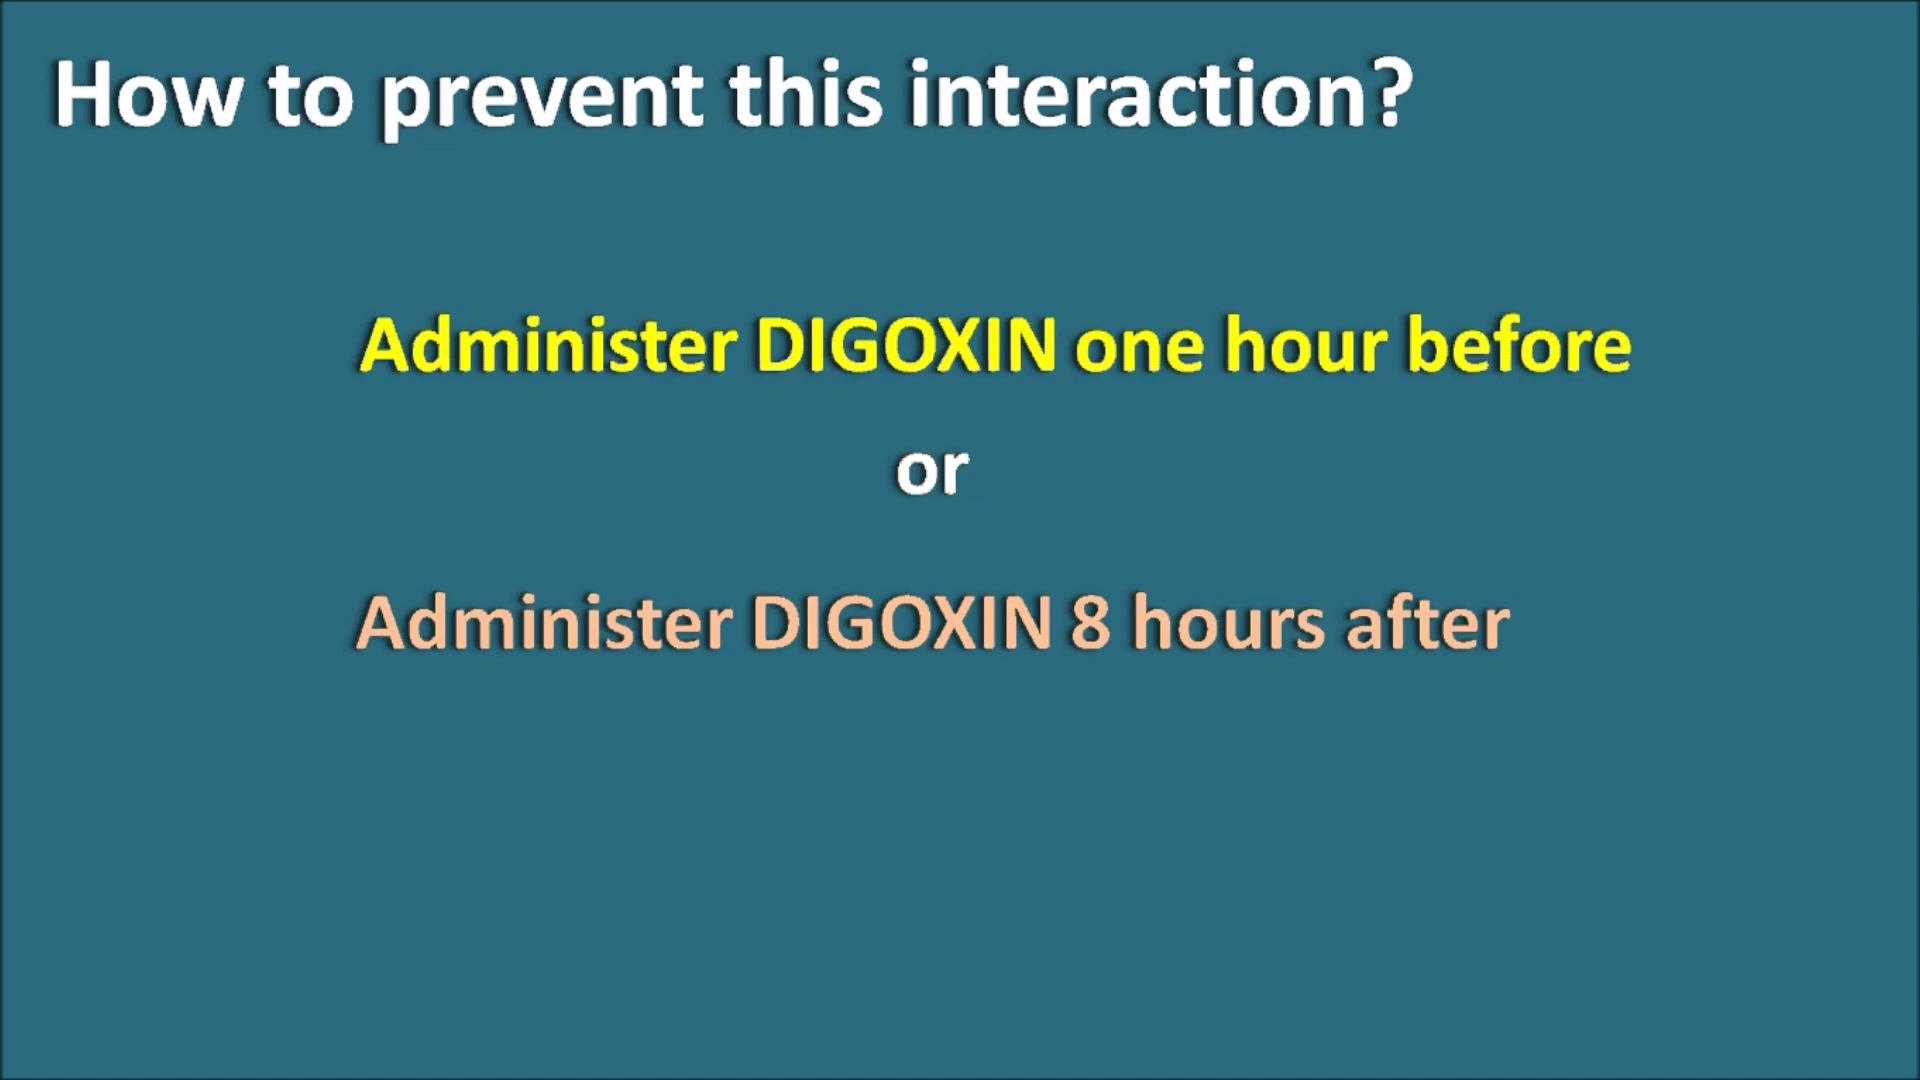 How to prevent this interaction?
Administer DIGOXIN one hour before
or
Administer DIGOXIN 8 hours after